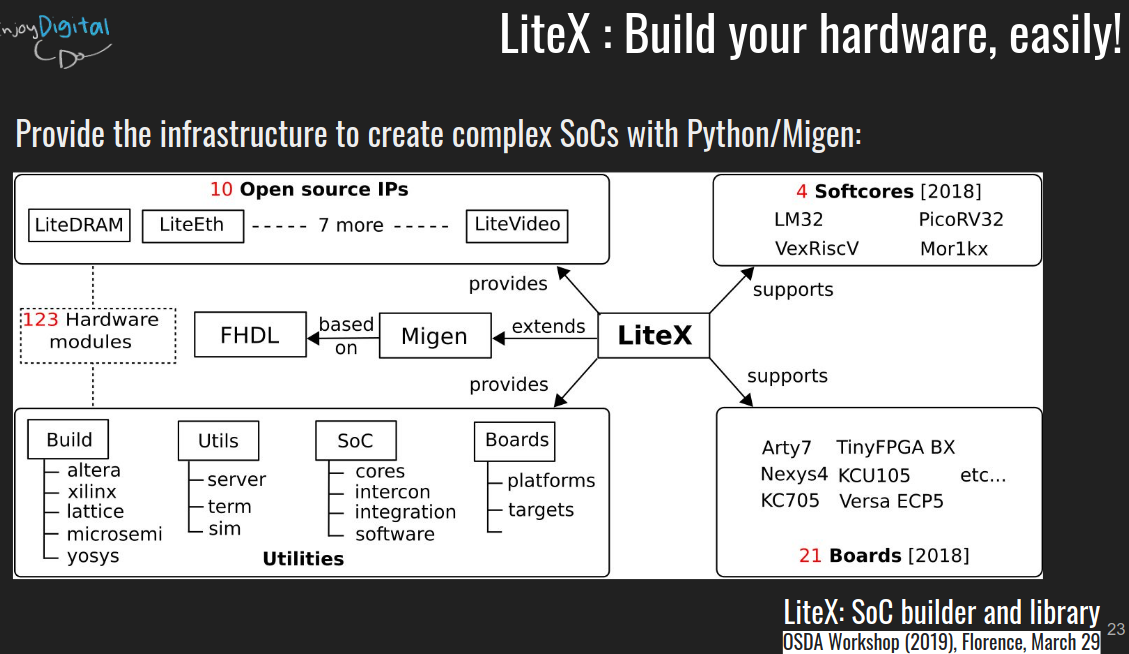 njoyDigital
LiteX : Build your hardware, easily!
Provide the infrastructure to create complex SoCs with Python/Migen:
10 Open source IPs
LiteDRAM LiteEth ----- 7 more ----- LiteVideo
4 Softcores [2018]
LM32 PicoRV32
VexRiscV Mor1kx
provides
supports
123 Hardware
modules
FHDL
based
on
Migen
extends
LiteX
provides
supports
Build
altera
xilinx
lattice
microsemi
yosys
Utils
server
term
sim
SoC
cores
intercon
integration
software
Boards
platforms
targets
Utilities
Arty7 TinyFPGA BX
Nexys4 KCU105 etc...
KC705 Versa ECP5
21 Boards [2018]
LiteX: SoC builder and library
OSDA Workshop (2019), Florence, March 29
23